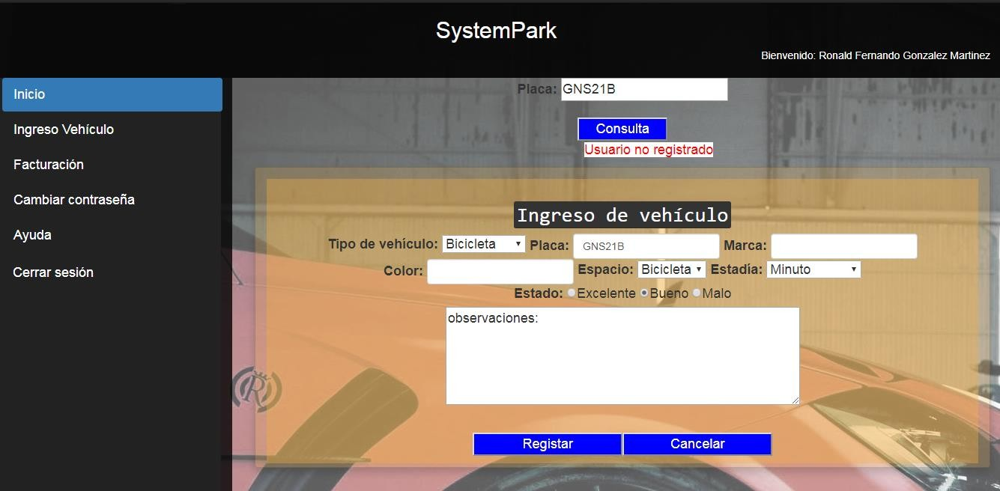 SystemPark
Bienvenido: Ronald Fernando Gonzalez Martinez
Inicio
Ingreso Vehículo
Facturación
Cambiar contraseña
Ayuda
Cerrar sesión
Placa: GNS21B
Consulta
Usuario no registrado
Ingreso de vehículo
Tipo de vehículo: Bicicleta Placa: GNS21B Marca:
Color: Espacio: Bicicleta Estadía: Minuto
Estado: Excelente Bueno Malo
observaciones:
R
Registar Cancelar